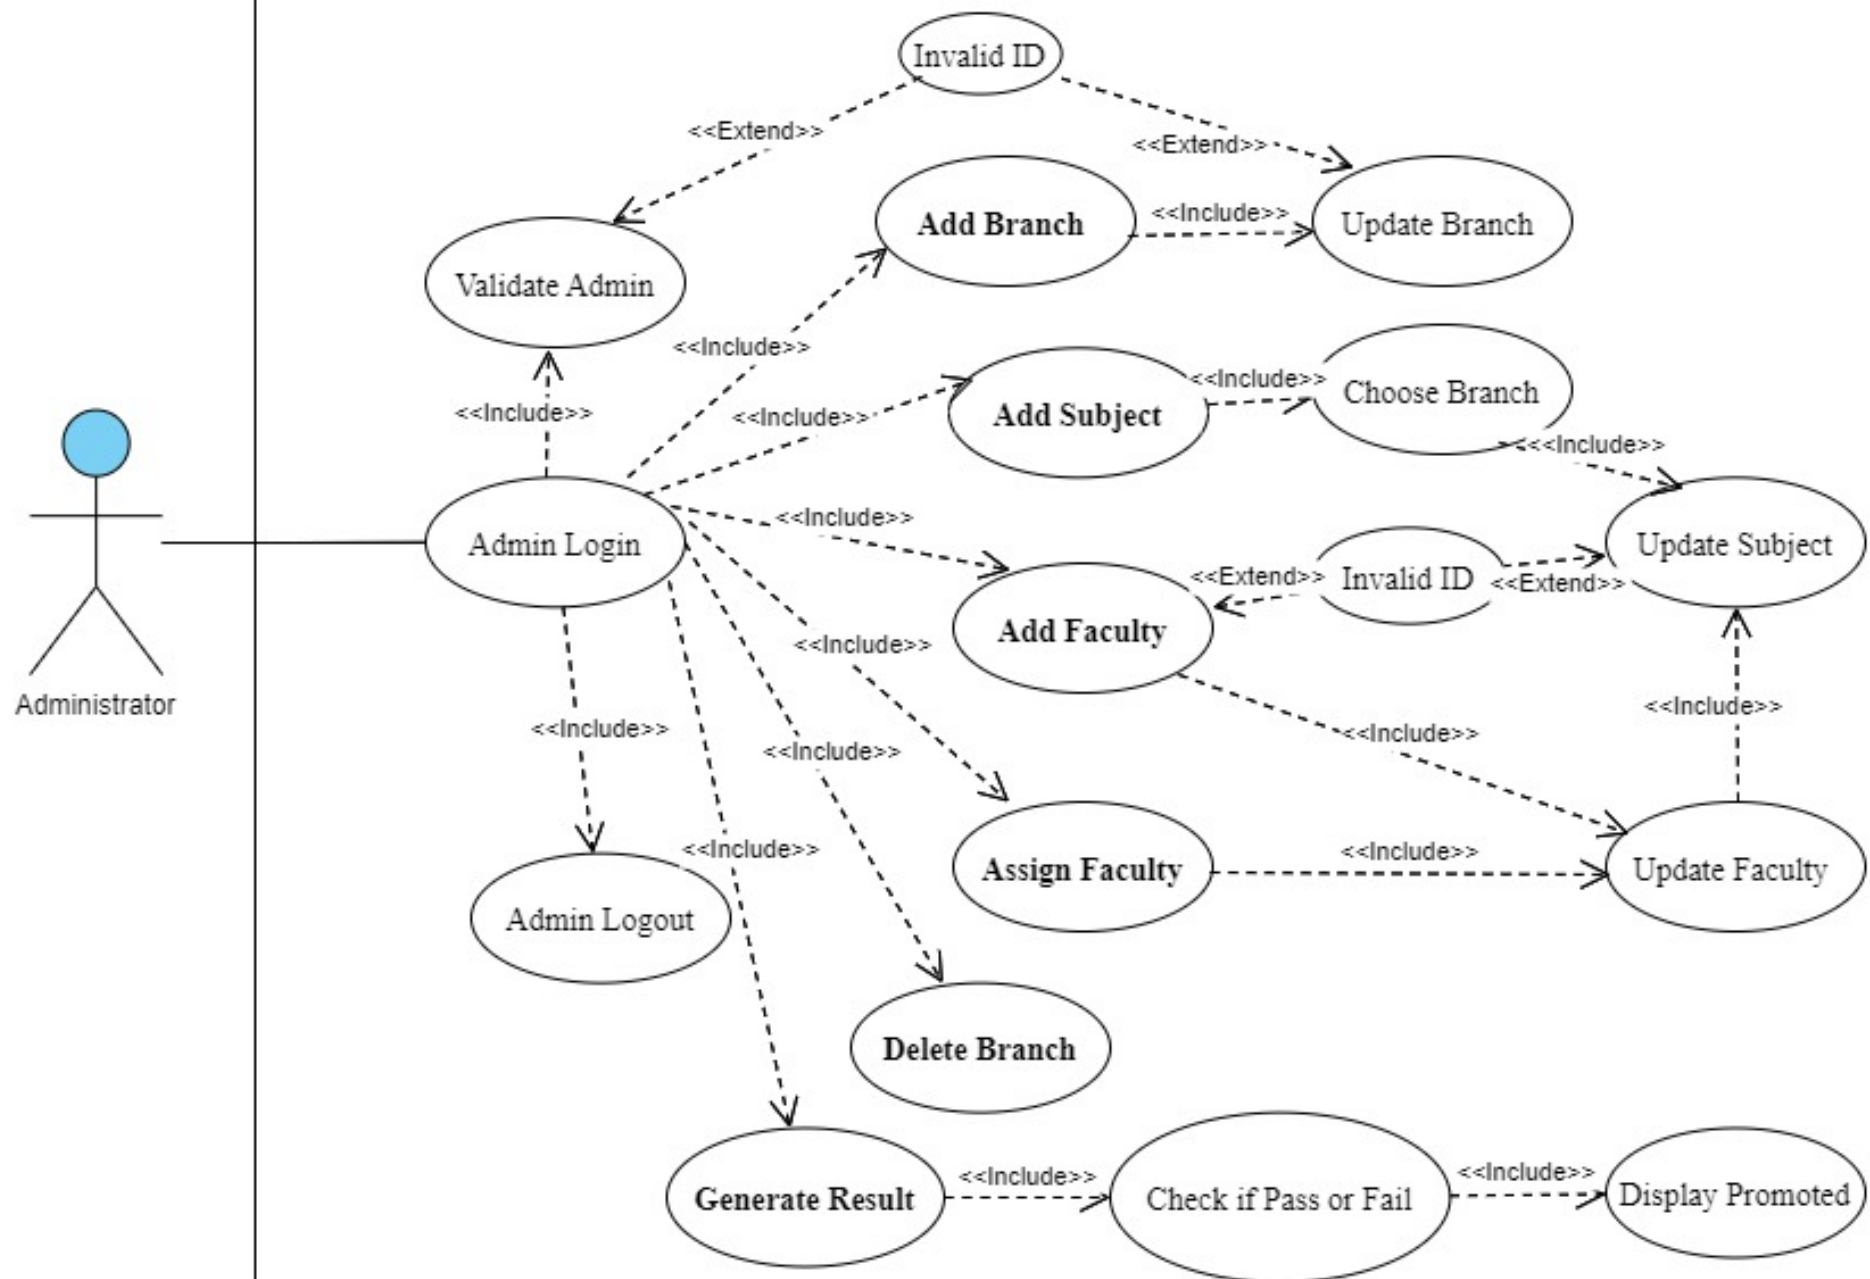 Invalid ID
<<Extend>>
<<Extend>>
Add Branch
<<Include>>
Update Branch
Validate Admin
<<Include>>
<<Include>>
<<Include>>
Add Subject
<<Include>>
Choose Branch
<<Include>>
Admin Login
<<Include>>
<<Extend>>
Invalid ID
<<Extend>>
Update Subject
Add Faculty
<<Include>>
Administrator
<<Include>>
<<Include>>
<<Include>>
<<Include>>
<<Include>>
Assign Faculty
<<Include>>
Update Faculty
Admin Logout
Delete Branch
Generate Result
<<Include>>
Check if Pass or Fail
<<Include>>
Display Promoted